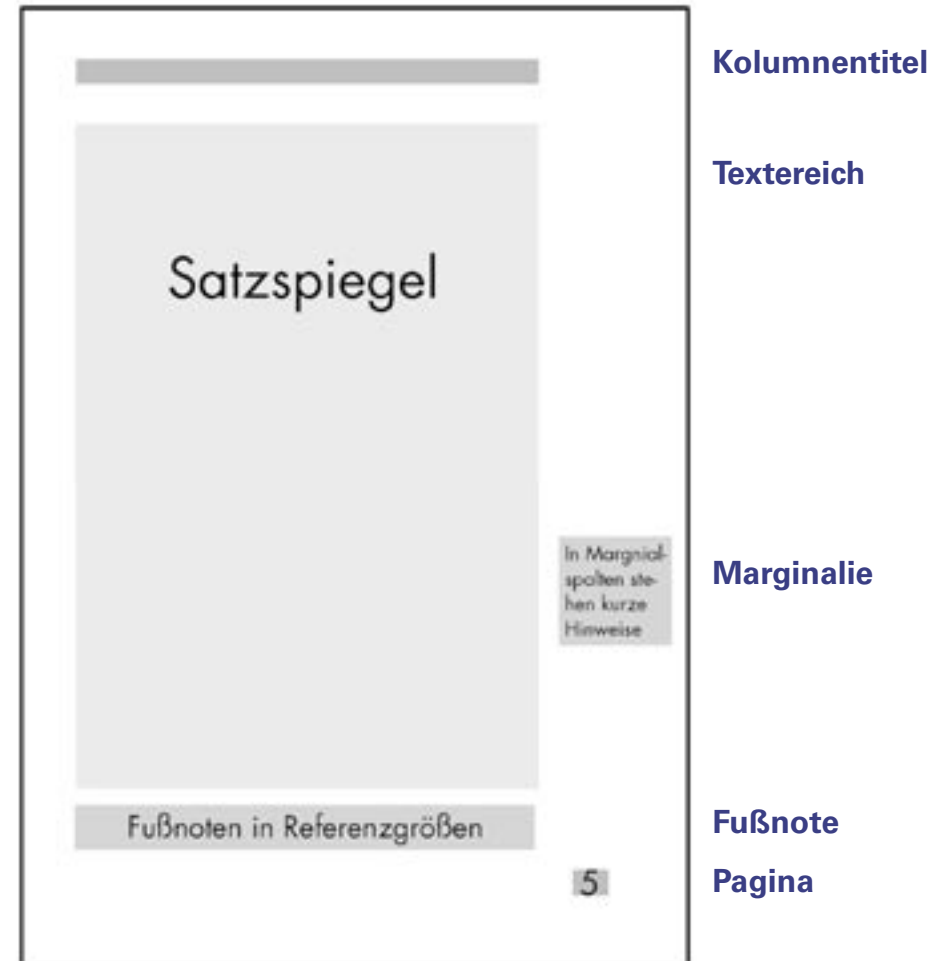 Kolumnentitel
Textereich
Satzspiegel
In Margnial-
spalten ste-
hen kurze
Hinweise
Marginalie
Fußnoten in Referenzgrößen
Fußnote
5
Pagina